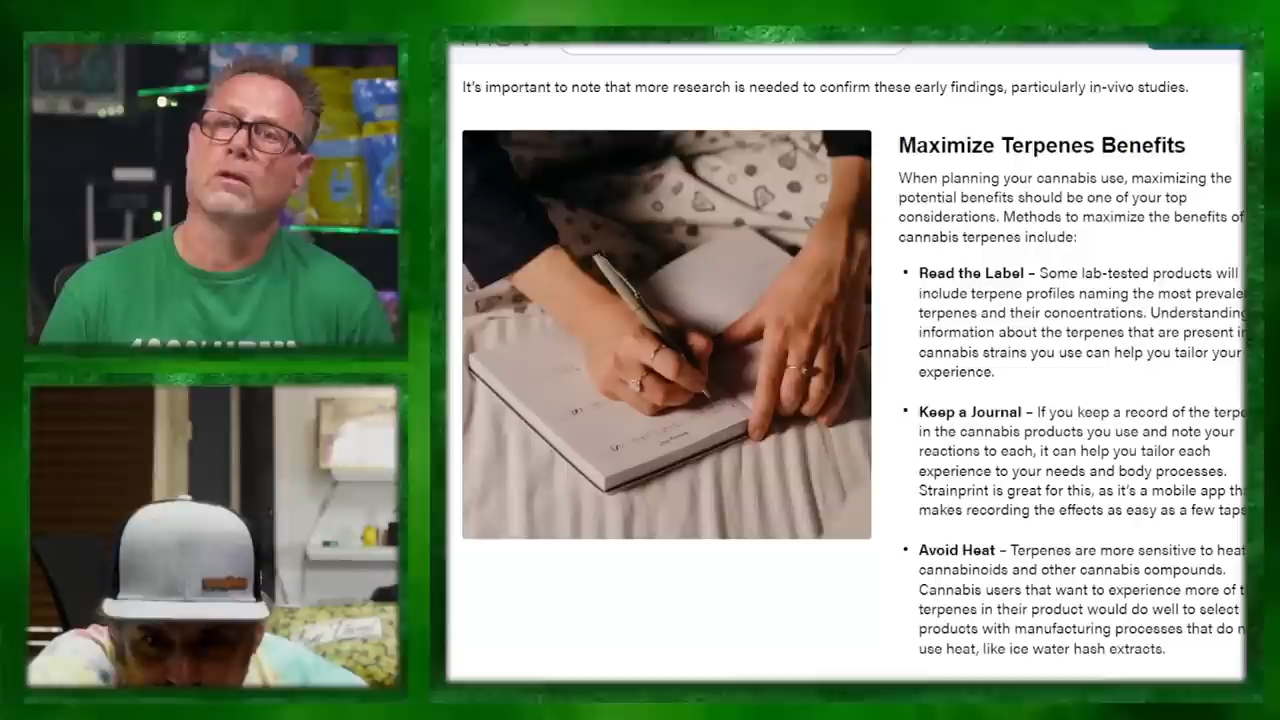 It's important to note that more research is needed to confirm these early findings, particularly in-vivo studies.
Maximize Terpenes Benefits
When planning your cannabis use, maximizing the
potential benefits should be one of your top
considerations. Methods to maximize the benefits of
cannabis terpenes include:
• Read the Label – Some lab-tested products will
include terpene profiles naming the most
terpenes and their concentrations. Understanding
information about the terpenes that are present
cannabis strains you use can help you tailor your
experience.
• Keep a Journal – If you keep a record of the
in the cannabis products you use and note your
reactions to each, it can help you tailor each
experience to your needs and body processes.
Strainprint is great for this, as it's a mobile app
makes recording the effects as easy as a few taps
• Avoid Heat – Terpenes are more sensitive to heat
cannabinoids and other cannabis compounds.
Cannabis users that want to experience more of
terpenes in their product would do well to select
products with manufacturing processes that do
use heat, like ice water hash extracts.